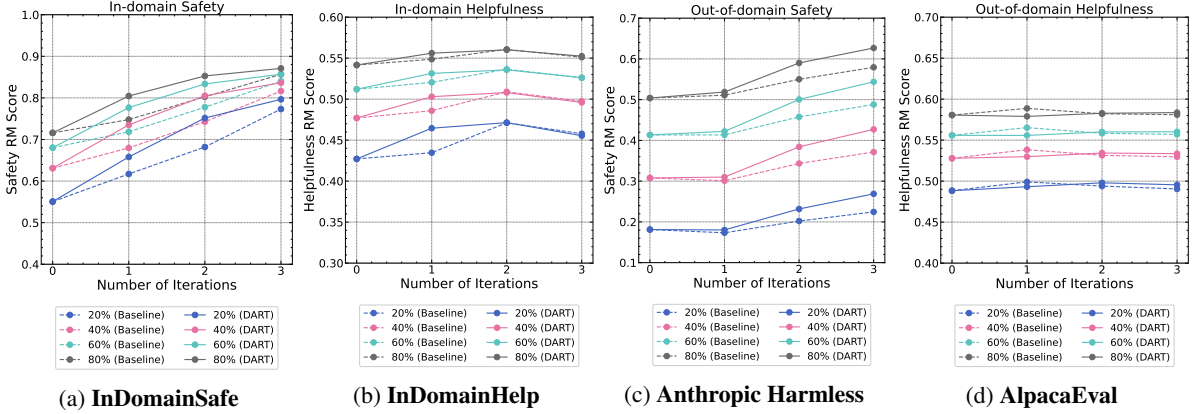 In-domain Safety
1.0
0.9
0.8
0.7
0.6
0.5
0.4
Safety RM Score
0 1 2 3
Number of Iterations
20% (Baseline) 20% (DART)
40% (Baseline) 40% (DART)
60% (Baseline) 60% (DART)
80% (Baseline) 80% (DART)
(a) InDomainSafe
In-domain Helpfulness
0.60
0.55
0.50
0.45
0.40
0.35
0.30
Helpfulness RM Score
0 1 2 3
Number of Iterations
20% (Baseline) 20% (DART)
40% (Baseline) 40% (DART)
60% (Baseline) 60% (DART)
80% (Baseline) 80% (DART)
(b) InDomainHelp
Out-of-domain Safety
0.7
0.6
0.5
0.4
0.3
0.2
0.1
Safety RM Score
0 1 2 3
Number of Iterations
20% (Baseline) 20% (DART)
40% (Baseline) 40% (DART)
60% (Baseline) 60% (DART)
80% (Baseline) 80% (DART)
(c) Anthropic Harmless
Out-of-domain Helpfulness
0.70
0.65
0.60
0.55
0.50
0.45
0.40
Helpfulness RM Score
0 1 2 3
Number of Iterations
20% (Baseline) 20% (DART)
40% (Baseline) 40% (DART)
60% (Baseline) 60% (DART)
80% (Baseline) 80% (DART)
(d) AlpacaEval